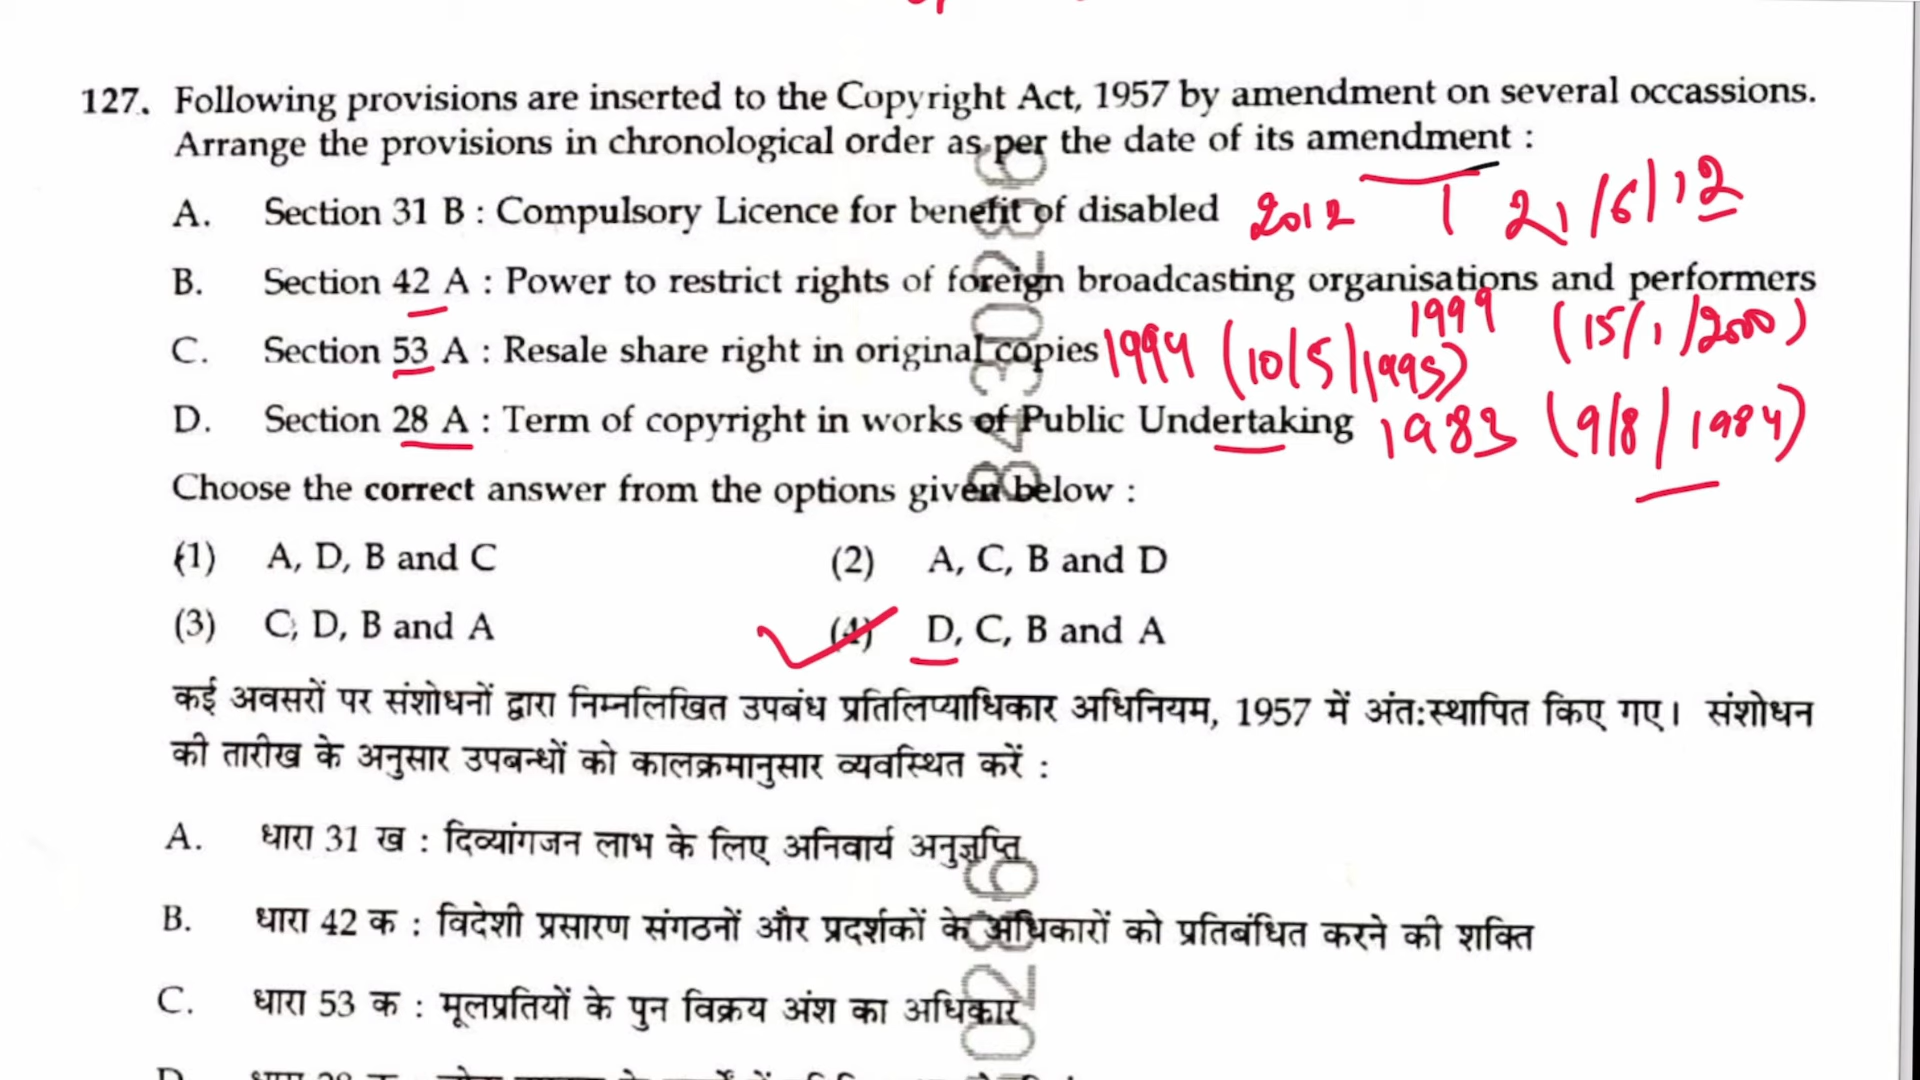 127. Following provisions are inserted to the Copyright Act, 1957 by amendment on several occassions.
Arrange the provisions in chronological order as per the date of its amendment :
A. Section 31 B : Compulsory Licence for benefit of disabled 2012 21/6/12
B. Section 42 A : Power to restrict rights of foreign broadcasting organisations and performers
1999 (15/1/2000)
C. Section 53 A : Resale share right in original copies 1994 (10/5/1995)
D. Section 28 A : Term of copyright in works of Public Undertaking 1983 (9/8/1984)
Choose the correct answer from the options given below :
(1) A, D, B and C (2) A, C, B and D
(3) C, D, B and A (4) D, C, B and A
कई अवसरों पर संशोधनों द्वारा निम्नलिखित उपबंध प्रतिलिप्याधिकार अधिनियम, 1957 में अंत:स्थापित किए गए। संशोधन
की तारीख के अनुसार उपबन्धों को कालक्रमानुसार व्यवस्थित करें :
A. धारा 31 ख : दिव्यांगजन लाभ के लिए अनिवार्य अनुज्ञप्ति
B. धारा 42 क : विदेशी प्रसारण संगठनों और प्रदर्शकों के अधिकारों को प्रतिबंधित करने की शक्ति
C. धारा 53 क : मूलप्रतियों के पुन विक्रय अंश का अधिकार